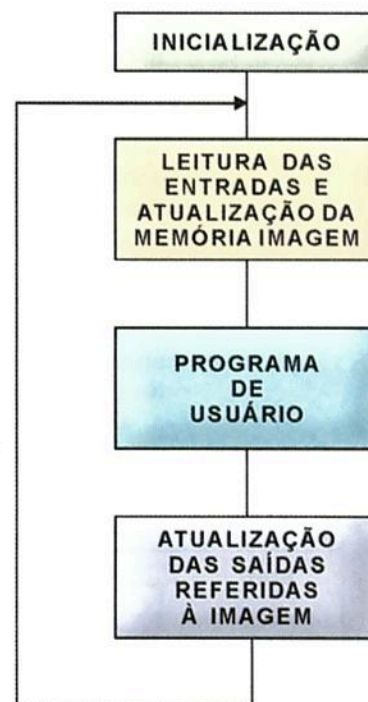 INICIALIZAÇÃO
LEITURA DAS
ENTRADAS E
ATUALIZAÇÃO DA
MEMÓRIA IMAGEM
PROGRAMA
DE
USUÁRIO
ATUALIZAÇÃO
DAS SAÍDAS
REFERIDAS
À IMAGEM